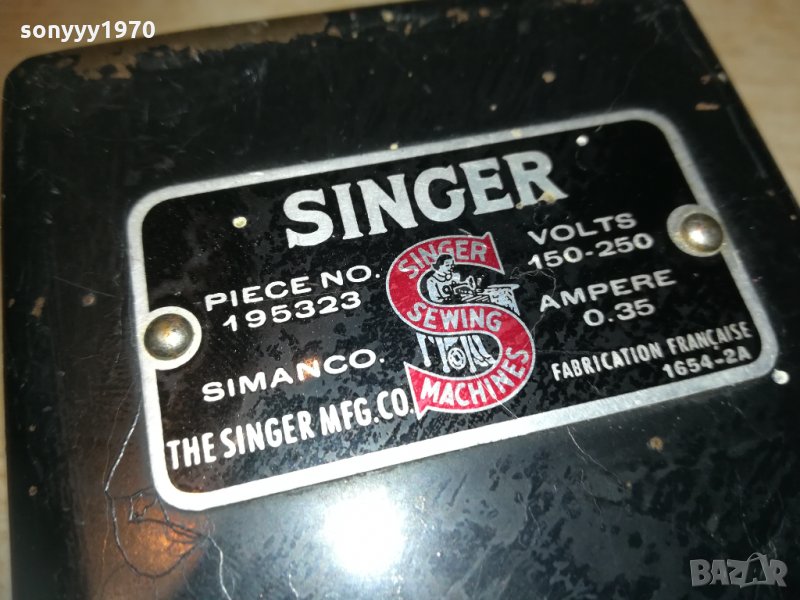 sonyyy1970
SINGER
PIECE NO.
195323
SIMANCO.
THE SINGER MFG.CO.
SINGER
SEWING
MACHINES
VOLTS
150-250
AMPERE
0.35
FABRICATION FRANÇAISE
1654-2A
BAZAR